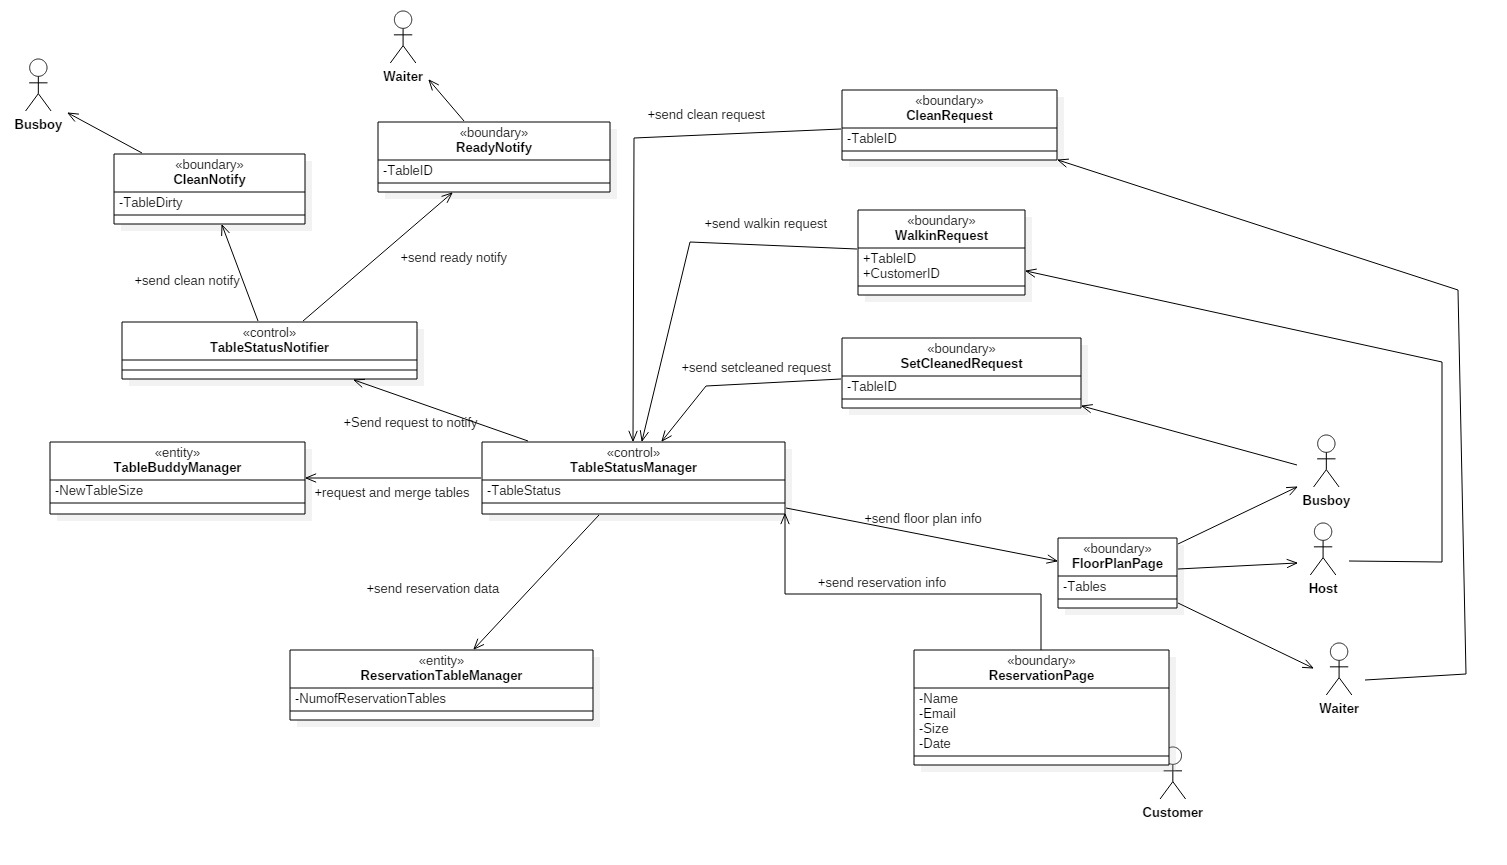 Waiter
Busboy
«boundary»
CleanNotify
-TableDirty
«boundary»
ReadyNotify
-TableID
+send clean request
«boundary»
CleanRequest
-TableID
+send walkin request
«boundary»
WalkinRequest
+TableID
+CustomerID
+send clean notify
+send ready notify
«control»
TableStatusNotifier
+send setcleaned request
«boundary»
SetCleanedRequest
-TableID
+Send request to notify
«entity»
TableBuddyManager
-NewTableSize
+request and merge tables
«control»
TableStatusManager
-TableStatus
Busboy
+send floor plan info
«boundary»
FloorPlanPage
-Tables
Host
+send reservation data
+send reservation info
«entity»
ReservationTableManager
-NumofReservationTables
«boundary»
ReservationPage
-Name
-Email
-Size
-Date
Waiter
Customer